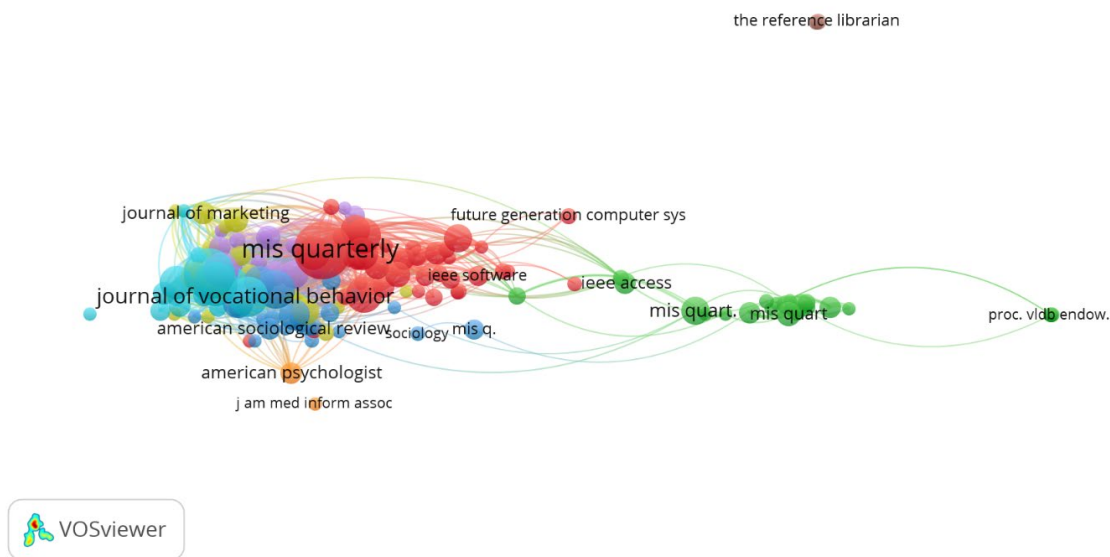 the reference librarian
journal of marketing
future generation computer sys
mis quarterly
ieee software
ieee access
journal of vocational behavior
mis quart.
mis quart
proc. vldb endow.
american sociological review
sociology
mis q.
american psychologist
j am med inform assoc
VOSviewer